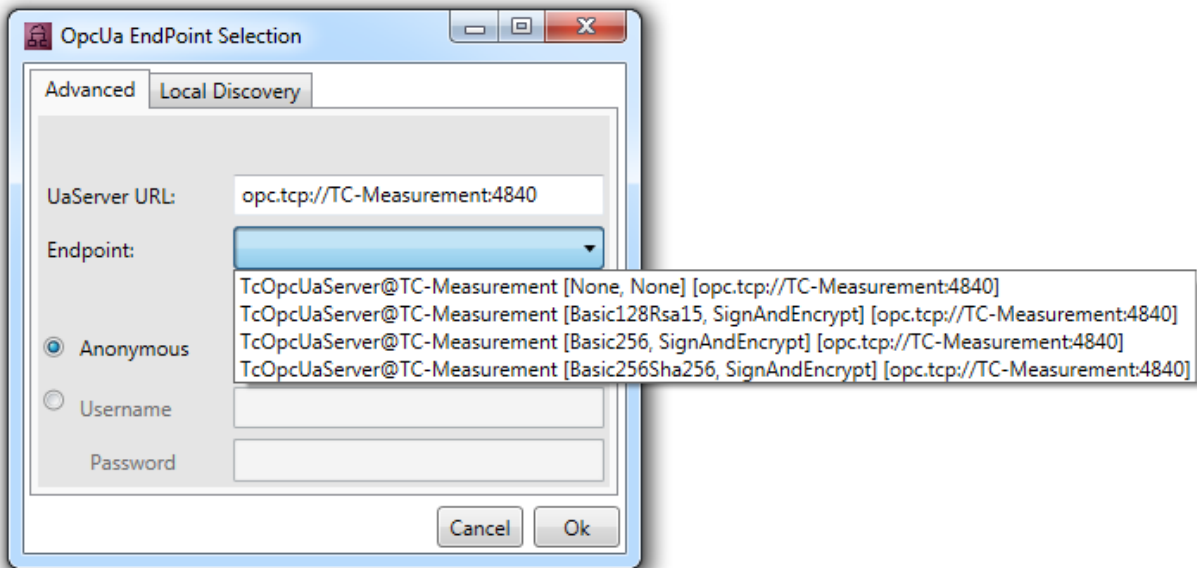 OpcUa EndPoint Selection
Advanced
Local Discovery
UaServer URL:
opc.tcp://TC-Measurement:4840
Endpoint:
TcOpcUaServer@TC-Measurement [None, None] [opc.tcp://TC-Measurement:4840]
TcOpcUaServer@TC-Measurement [Basic128Rsa15, SignAndEncrypt] [opc.tcp://TC-Measurement:4840]
TcOpcUaServer@TC-Measurement [Basic256, SignAndEncrypt] [opc.tcp://TC-Measurement:4840]
TcOpcUaServer@TC-Measurement [Basic256Sha256, SignAndEncrypt] [opc.tcp://TC-Measurement:4840]
Anonymous
Username
Password
Cancel
Ok